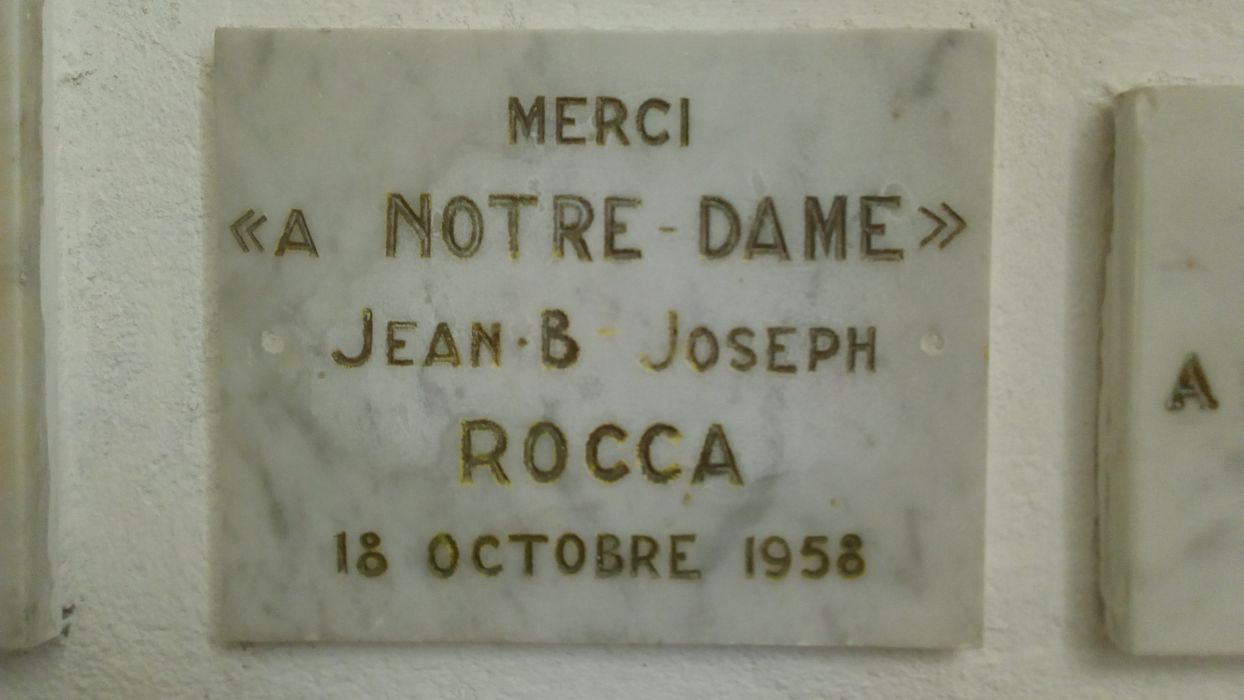 MERCI
«A NOTRE-DAME»
JEAN·B - JOSEPH
ROCCA
18 OCTOBRE 1958
A